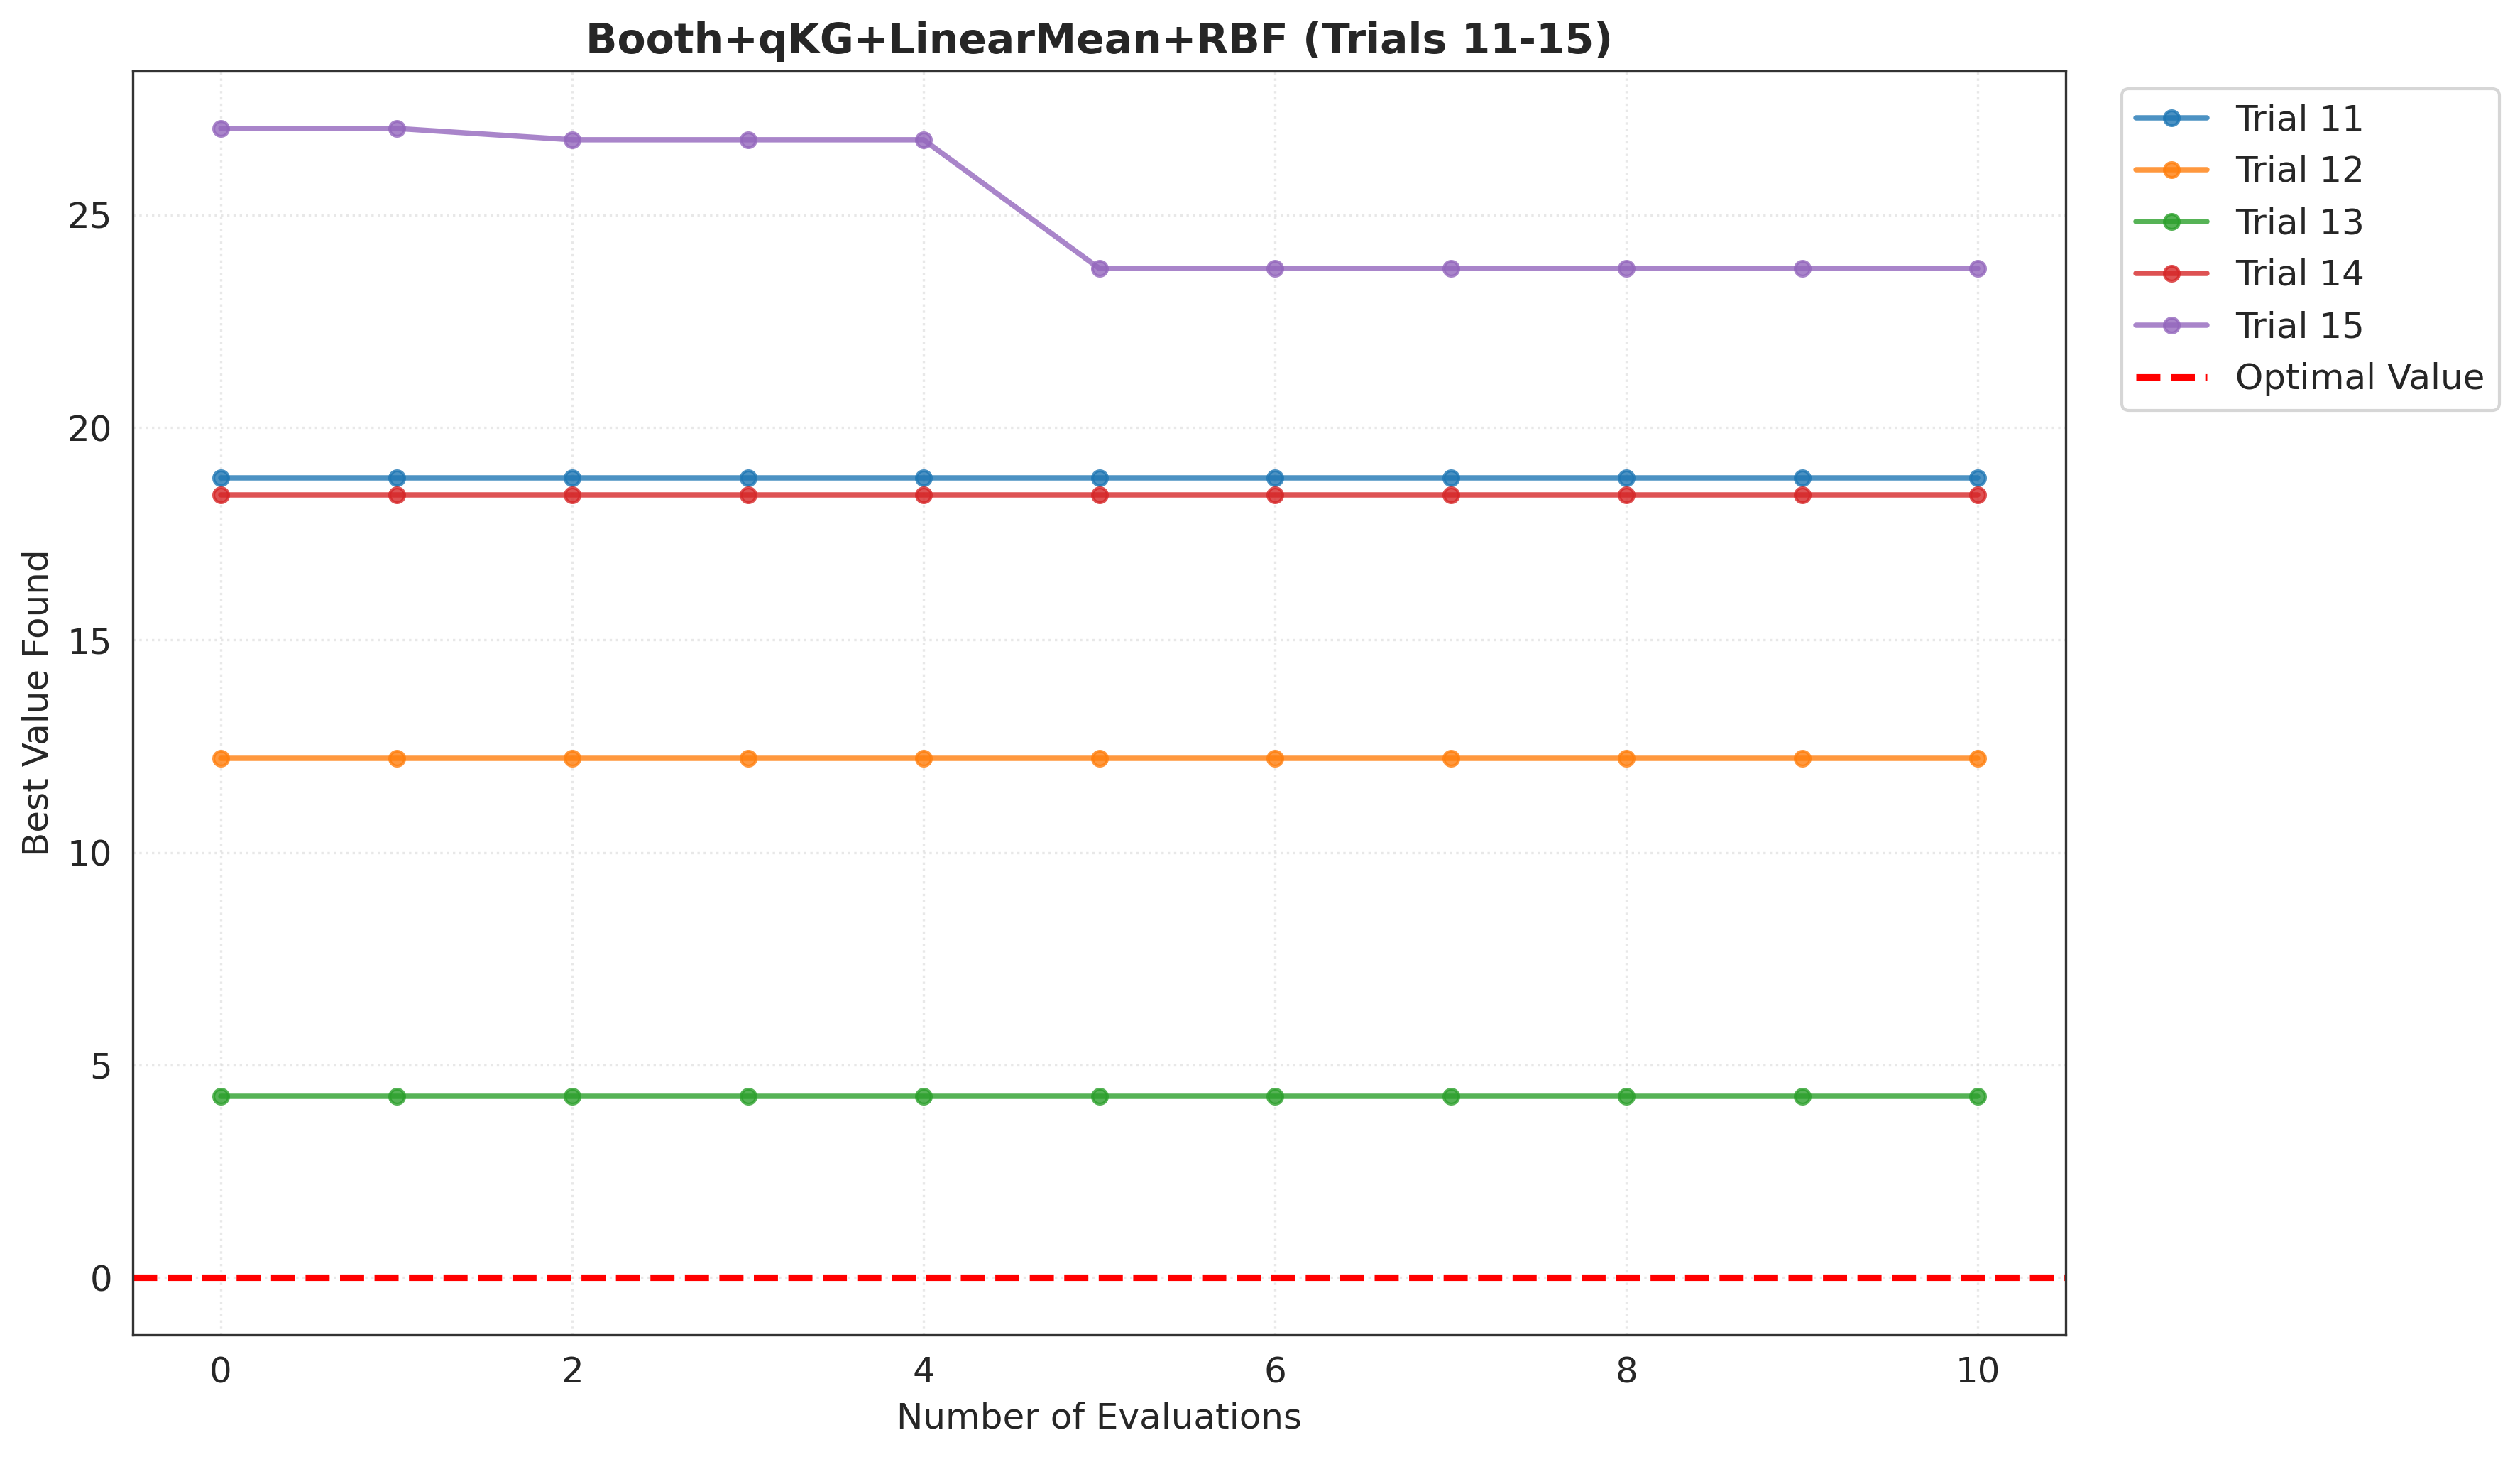 Booth+qKG+LinearMean+RBF (Trials 11-15)
Trial 11
Trial 12
Trial 13
Trial 14
Trial 15
Optimal Value
Best Value Found
25
20
15
10
5
0
0 2 4 6 8 10
Number of Evaluations